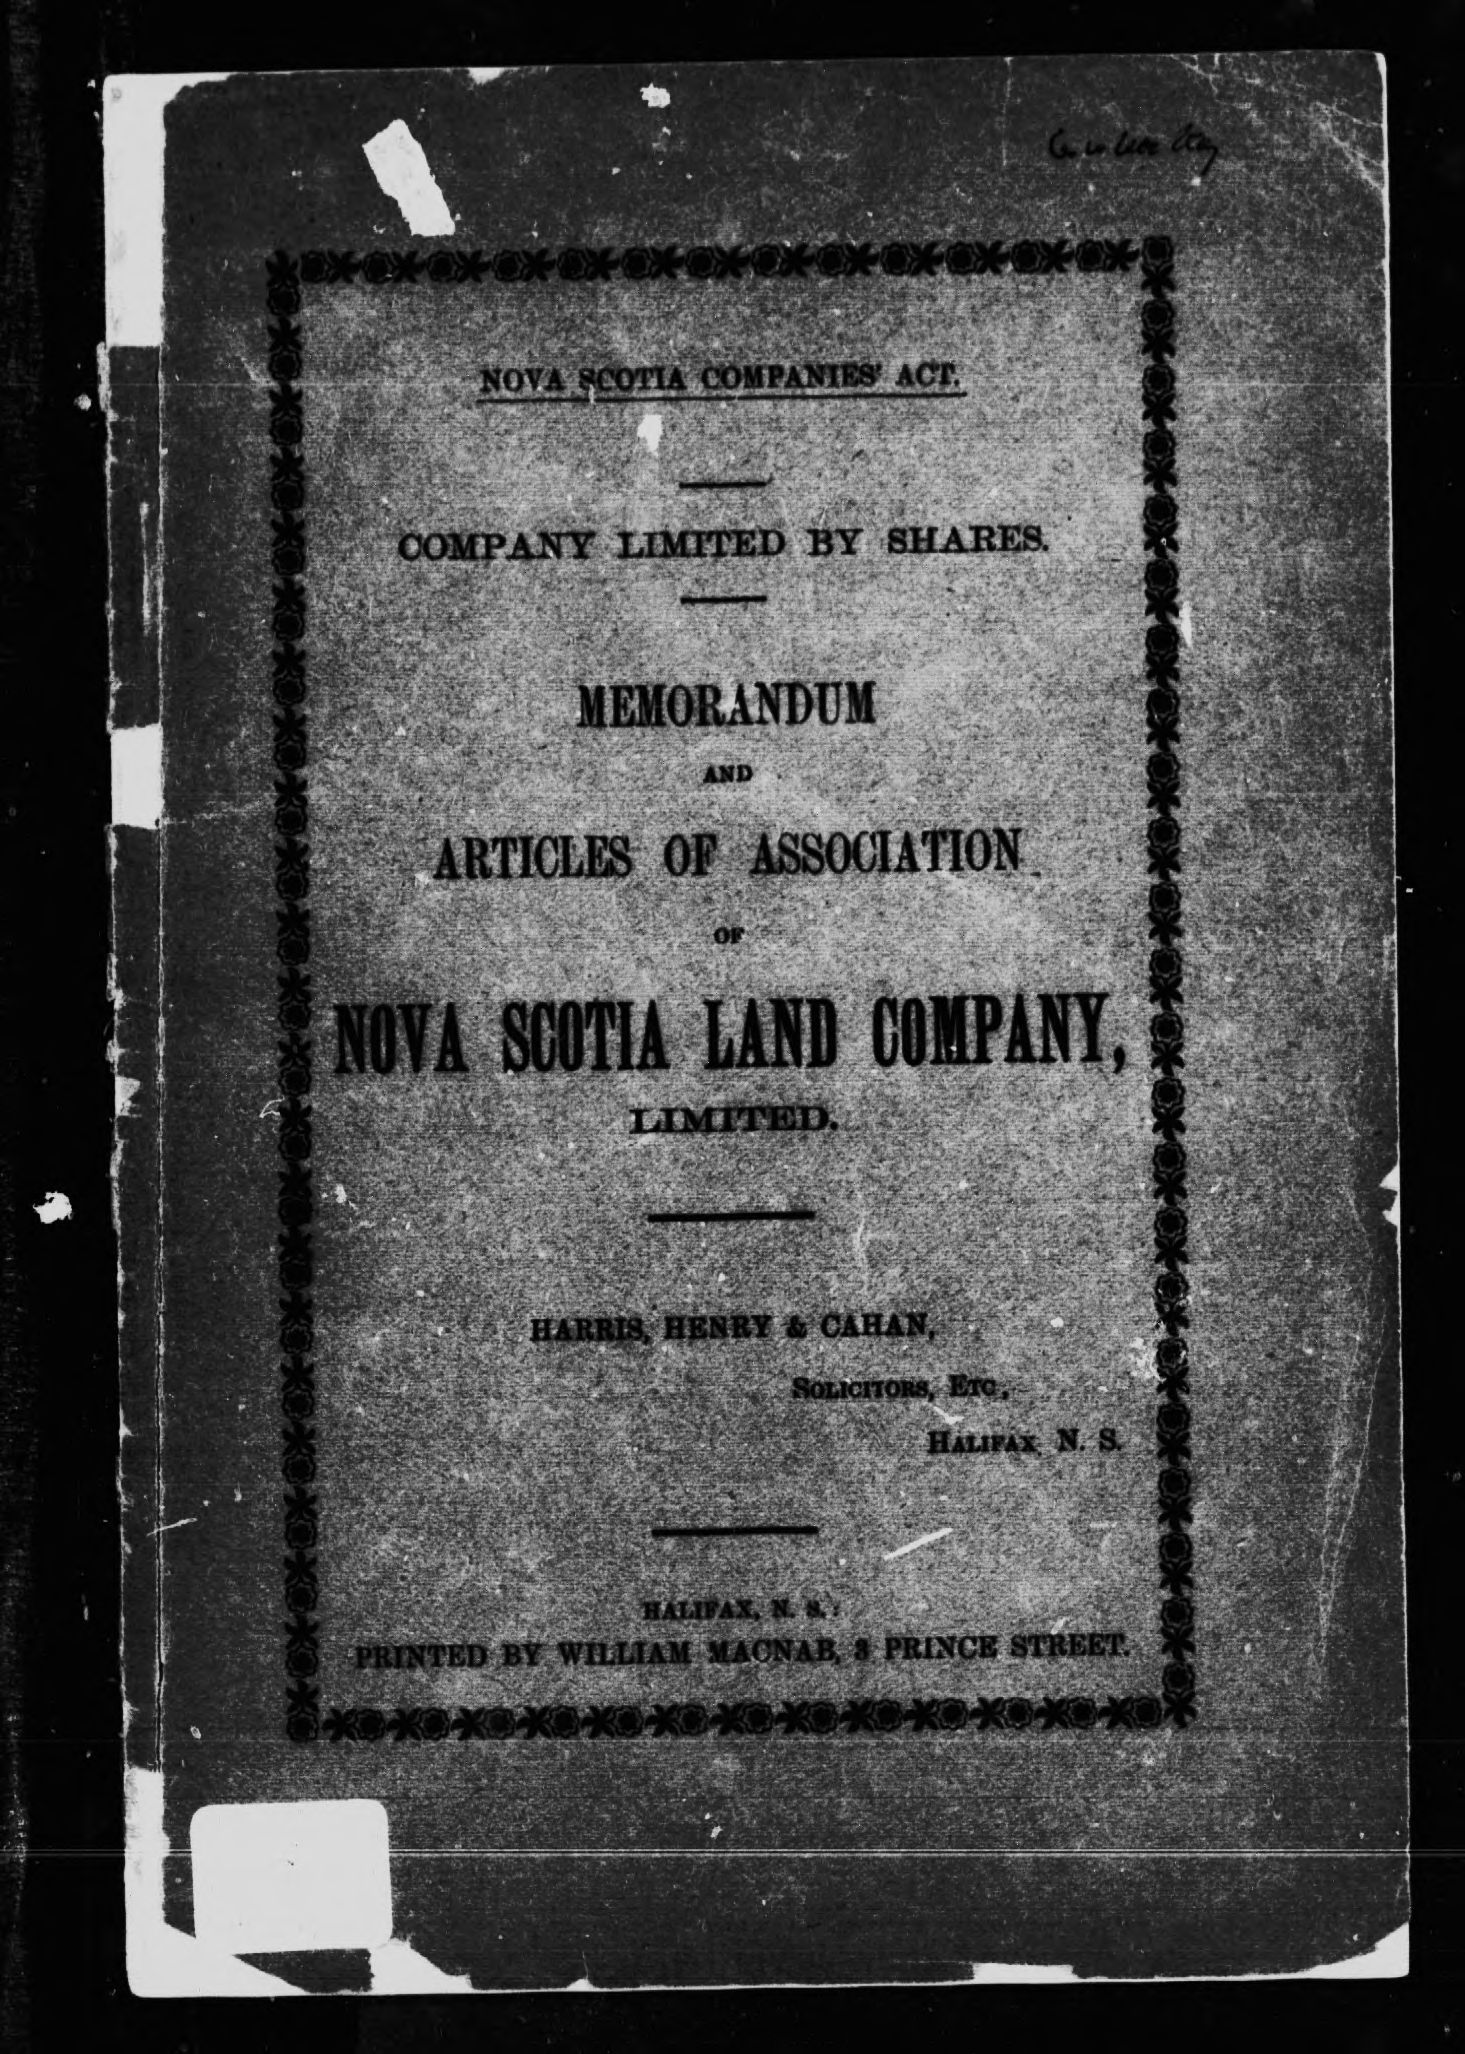 NOVA SCOTIA COMPANIES' ACT.
COMPANY LIMITED BY SHARES.
MEMORANDUM
AND
ARTICLES OF ASSOCIATION
OF
NOVA SCOTIA LAND COMPANY,
LIMITED.
HARRIS, HENRY & CAHAN,
SOLICITORS, ETC.,
HALIFAX, N. S.
HALIFAX, N. S.:
PRINTED BY WILLIAM MACNAB, 3 PRINCE STREET.